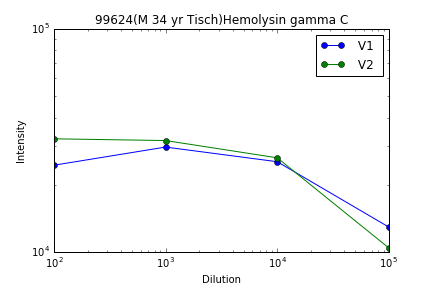 99624(M 34 yr Tisch)Hemolysin gamma C
10^5
V1
V2
Intensity
10^4
10^2
10^3
10^4
10^5
Dilution